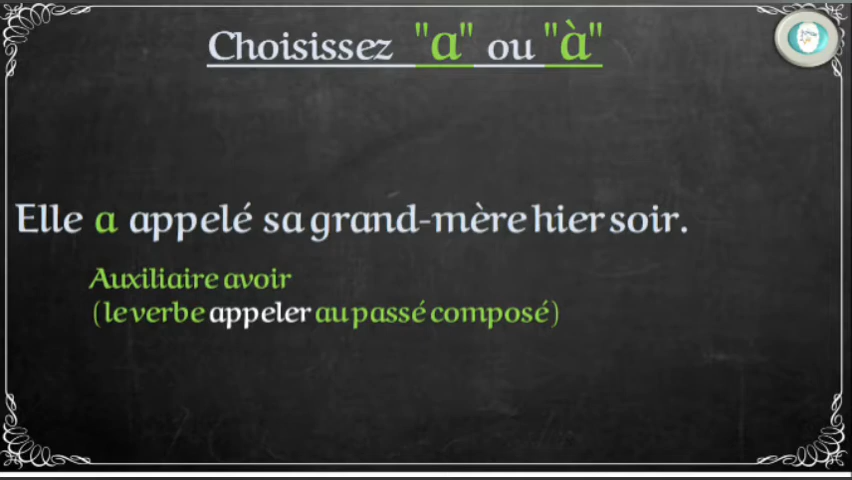 Choisissez "a" ou "à"
Elle a appelé sa grand-mère hier soir.
Auxiliaire avoir
(le verbe appeler au passé composé)